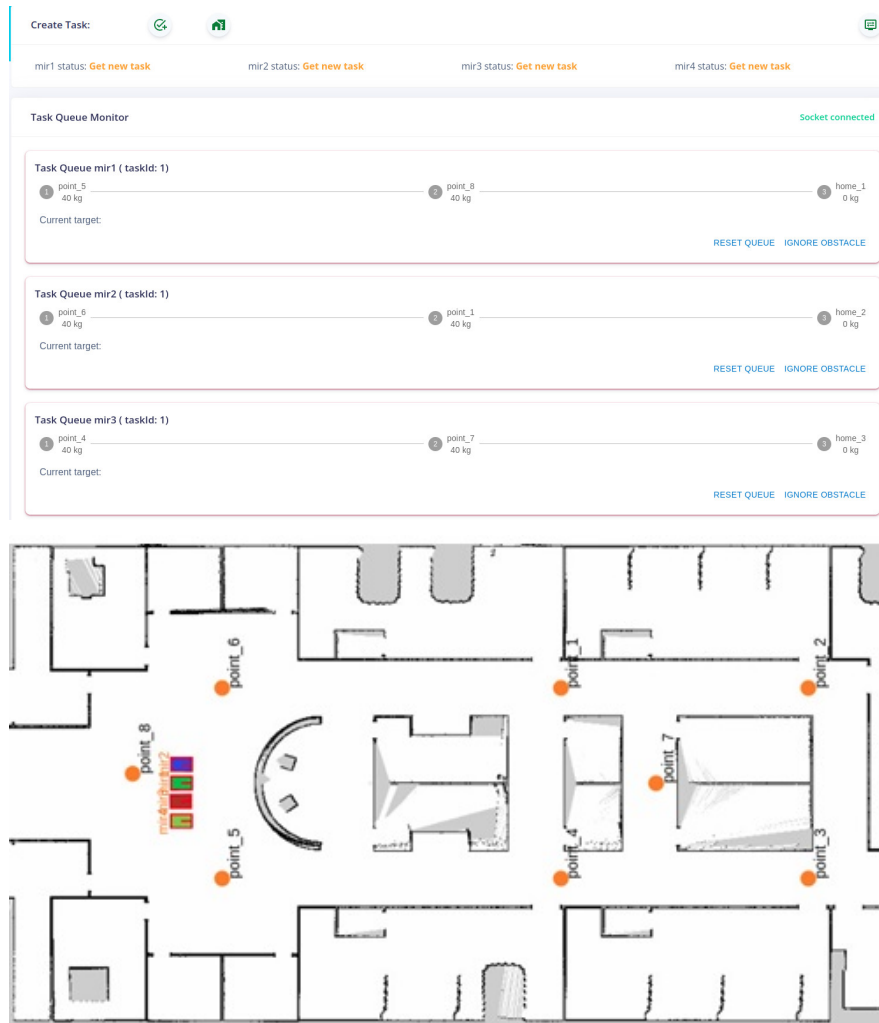 Create Task:
mir1 status: Get new task
mir2 status: Get new task
mir3 status: Get new task
mir4 status: Get new task
Task Queue Monitor
Socket connected
Task Queue mir1 ( taskId: 1)
1 point_5 40 kg
2 point_8 40 kg
3 home_1 0 kg
Current target:
RESET QUEUE IGNORE OBSTACLE
Task Queue mir2 ( taskId: 1)
1 point_6 40 kg
2 point_1 40 kg
3 home_2 0 kg
Current target:
RESET QUEUE IGNORE OBSTACLE
Task Queue mir3 ( taskId: 1)
1 point_4 40 kg
2 point_7 40 kg
3 home_3 0 kg
Current target:
RESET QUEUE IGNORE OBSTACLE
point_6
point_1
point_2
point_8
mir2
point_7
mir4
point_5
point_4
point_3